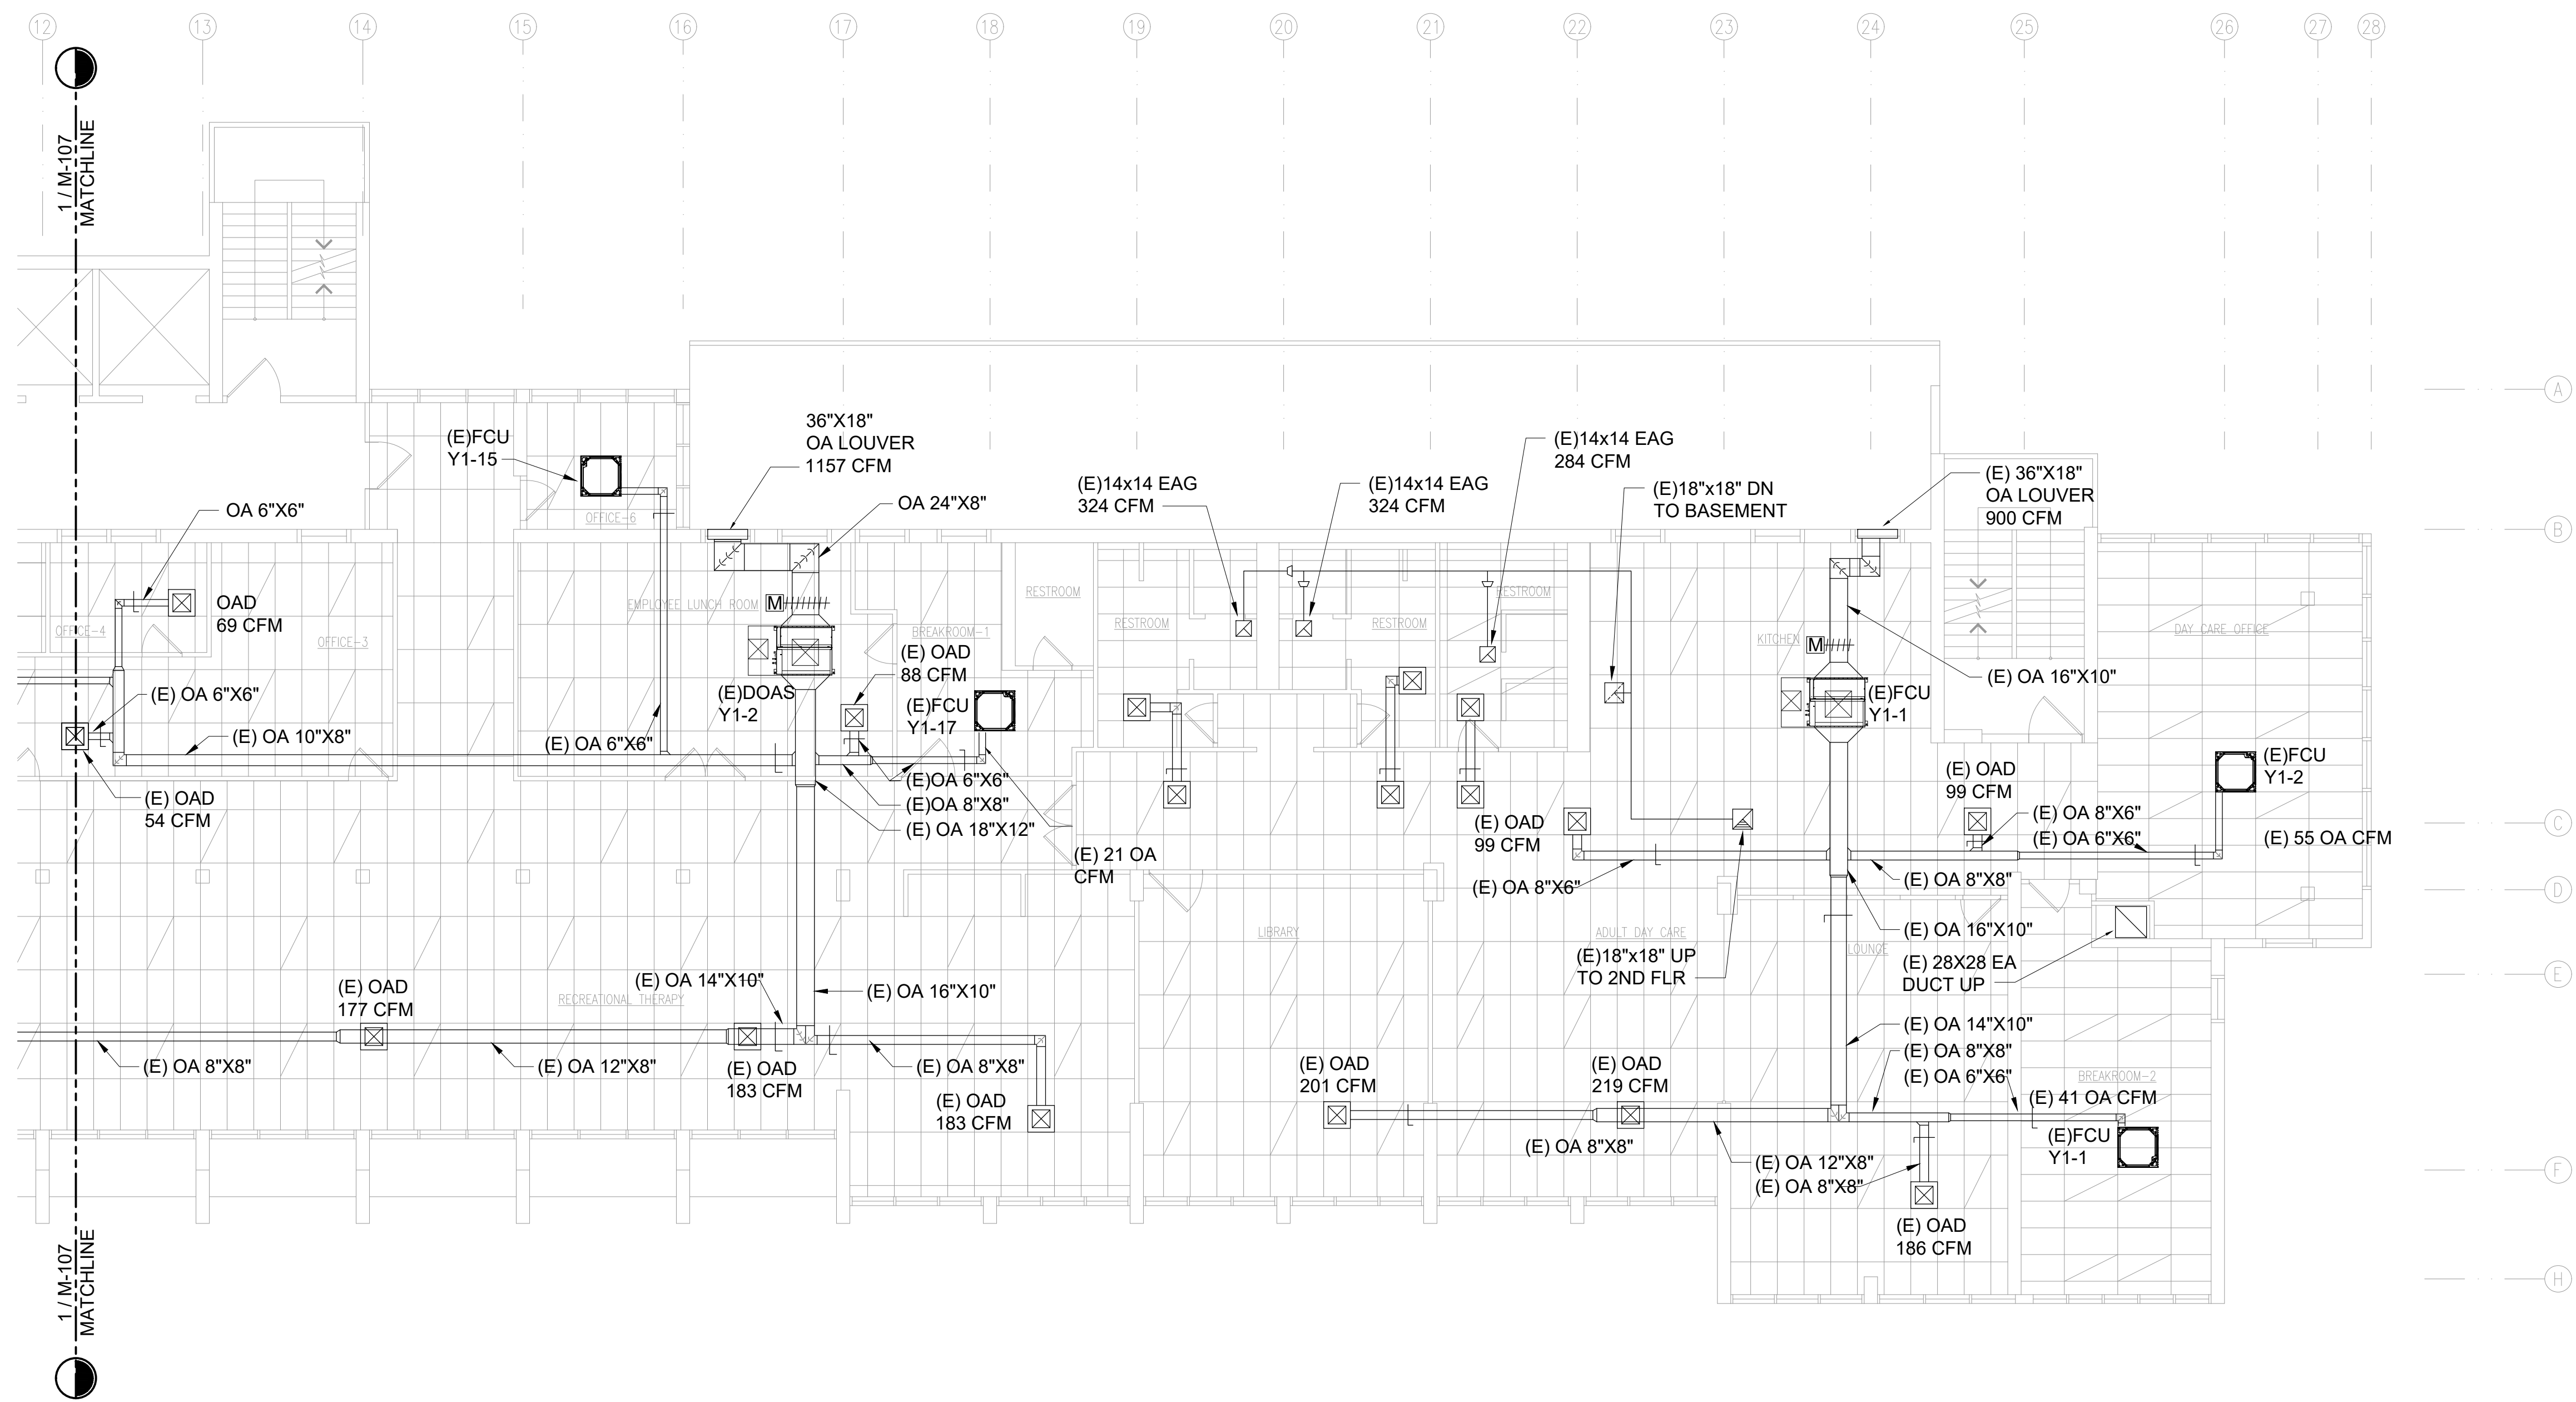 12
13
14
15
16
17
18
19
20
21
22
23
24
25
26
27
28
1 / M-107
MATCHLINE
A
(E)FCU
Y1-15
36"X18"
OA LOUVER
1157 CFM
OA 24"X8"
(E)14x14 EAG
324 CFM
(E)14x14 EAG
324 CFM
(E)14x14 EAG
284 CFM
(E)18"x18" DN
TO BASEMENT
(E) 36"X18"
OA LOUVER
900 CFM
B
OFFICE-6
OA 6"X6"
OAD
69 CFM
OFFICE-4
OFFICE-3
EMPLOYEE LUNCH ROOM
M
BREAKROOM-1
RESTROOM
RESTROOM
RESTROOM
RESTROOM
KITCHEN
M
DAY CARE OFFICE
(E) OAD
88 CFM
(E) OA 6"X6"
(E)DOAS
Y1-2
(E)FCU
Y1-17
(E)FCU
Y1-1
(E) OA 16"X10"
(E) OA 10"X8"
(E) OA 6"X6"
(E) OAD
54 CFM
(E)OA 6"X6"
(E)OA 8"X8"
(E) OA 18"X12"
(E) 21 OA
CFM
(E) OAD
99 CFM
(E) OAD
99 CFM
(E)FCU
Y1-2
(E) OA 8"X6"
(E) OA 6"X6"
(E) 55 OA CFM
C
(E) OA 8"X6"
(E) OA 8"X8"
D
(E) OA 16"X10"
LIBRARY
ADULT DAY CARE
LOUNGE
(E)18"x18" UP
TO 2ND FLR
(E) 28X28 EA
DUCT UP
E
(E) OAD
177 CFM
RECREATIONAL THERAPY
(E) OA 14"X10"
(E) OA 16"X10"
(E) OA 14"X10"
(E) OA 8"X8"
(E) OA 6"X6"
BREAKROOM-2
(E) OA 8"X8"
(E) OA 12"X8"
(E) OAD
183 CFM
(E) OA 8"X8"
(E) OAD
183 CFM
(E) OAD
201 CFM
(E) OAD
219 CFM
(E) 41 OA CFM
(E)FCU
Y1-1
(E) OA 8"X8"
(E) OA 12"X8"
(E) OA 8"X8"
F
(E) OAD
186 CFM
H
1 / M-107
MATCHLINE